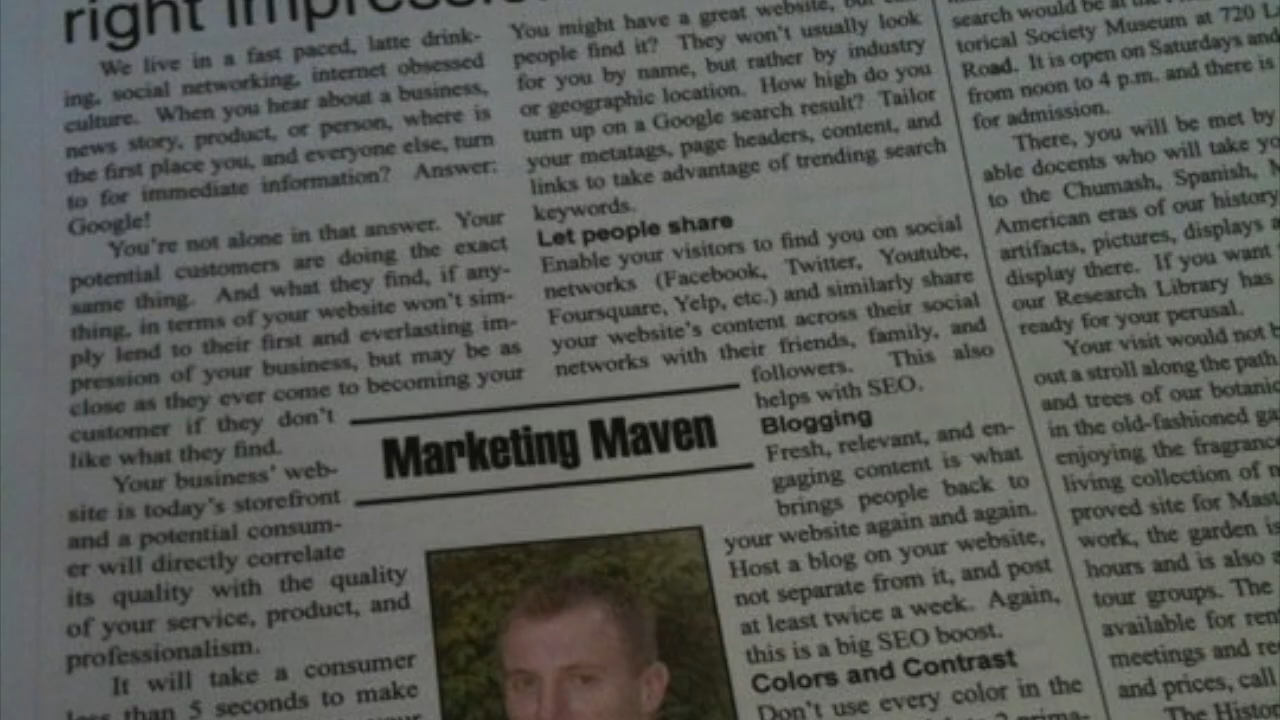 right impress
We live in a fast paced, latte drink-
ing, social networking, internet obsessed
culture. When you hear about a business,
news story, product, or person, where is
the first place you, and everyone else, turn
to for immediate information? Answer:
Google!
You're not alone in that answer. Your
potential customers are doing the exact
same thing. And what they find, if any-
thing, in terms of your website won't sim-
ply lend to their first and everlasting im-
pression of your business, but may be as
close as they ever come to becoming your
customer if they don't
like what they find.
Your business' web-
site is today's storefront
and a potential consum-
er will directly correlate
its quality with the quality
of your service, product, and
professionalism.
It will take a consumer
less than 5 seconds to make
Marketing Maven
You might have a great website, but
people find it? They won't usually look
for you by name, but rather by industry
or geographic location. How high do you
turn up on a Google search result? Tailor
your metatags, page headers, content, and
links to take advantage of trending search
keywords.
Let people share
Enable your visitors to find you on social
networks (Facebook, Twitter, Youtube,
Foursquare, Yelp, etc.) and similarly share
your website's content across their social
networks with their friends, family, and
followers. This also
helps with SEO.
Blogging
Fresh, relevant, and en-
gaging content is what
brings people back to
your website again and again.
Host a blog on your website,
not separate from it, and post
at least twice a week. Again,
this is a big SEO boost.
Colors and Contrast
Don't use every color in the
search would be at the
torical Society Museum at 720
Road. It is open on Saturdays and
from noon to 4 p.m. and there is
for admission.
There, you will be met by
able docents who will take
to the Chumash, Spanish,
American eras of our history
artifacts, pictures, displays
display there. If you want
our Research Library has
ready for your perusal.
Your visit would not
out a stroll along the path
and trees of our botanic
in the old-fashioned
enjoying the fragranc
living collection of
proved site for Mast
work, the garden is
hours and is also
tour groups. The
available for ren
meetings and re
and prices, call
The Histor